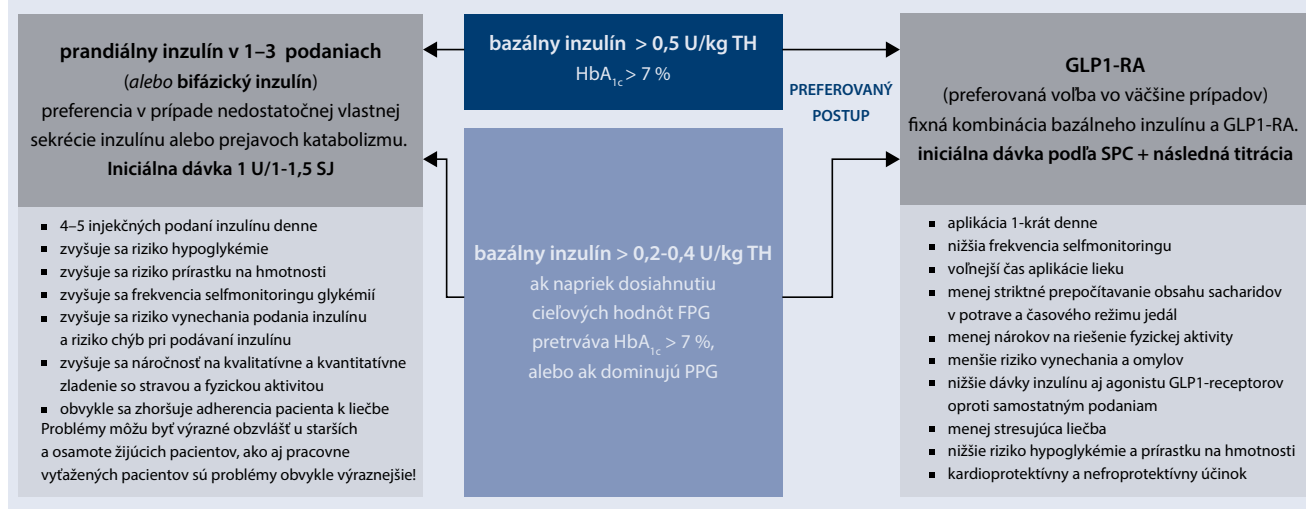 prandiálny inzulín v 1–3 podaniach
(alebo bifázický inzulín)
preferencia v prípade nedostatočnej vlastnej
sekrécie inzulínu alebo prejavoch katabolizmu.
Iniciálna dávka 1 U/1-1,5 SJ
4–5 injekčných podaní inzulínu denne
zvyšuje sa riziko hypoglykémie
zvyšuje sa riziko prírastku na hmotnosti
zvyšuje sa frekvencia selfmonitoringu glykémií
zvyšuje sa riziko vynechania podania inzulínu
a riziko chýb pri podávaní inzulínu
zvyšuje sa náročnosť na kvalitatívne a kvantitatívne
zladenie so stravou a fyzickou aktivitou
obvykle sa zhoršuje adherencia pacienta k liečbe
Problémy môžu byť výrazné obzvlášť u starších
a osamote žijúcich pacientov, ako aj pracovne
vyťažených pacientov sú problémy obvykle výraznejšie!
bazálny inzulín > 0,5 U/kg TH
HbA1c > 7 %
PREFEROVANÝ
POSTUP
bazálny inzulín > 0,2-0,4 U/kg TH
ak napriek dosiahnutiu
cieľových hodnôt FPG
pretrváva HbA1c > 7 %,
alebo ak dominujú PPG
GLP1-RA
(preferovaná voľba vo väčšine prípadov)
fixná kombinácia bazálneho inzulínu a GLP1-RA.
iniciálna dávka podľa SPC + následná titrácia
aplikácia 1-krát denne
nižšia frekvencia selfmonitoringu
voľnejší čas aplikácie lieku
menej striktné prepočítavanie obsahu sacharidov
v potrave a časového režimu jedál
menej nárokov na riešenie fyzickej aktivity
menšie riziko vynechania a omylov
nižšie dávky inzulínu aj agonistu GLP1-receptorov
oproti samostatným podaniam
menej stresujúca liečba
nižšie riziko hypoglykémie a prírastku na hmotnosti
kardioprotektívny a nefroprotektívny účinok